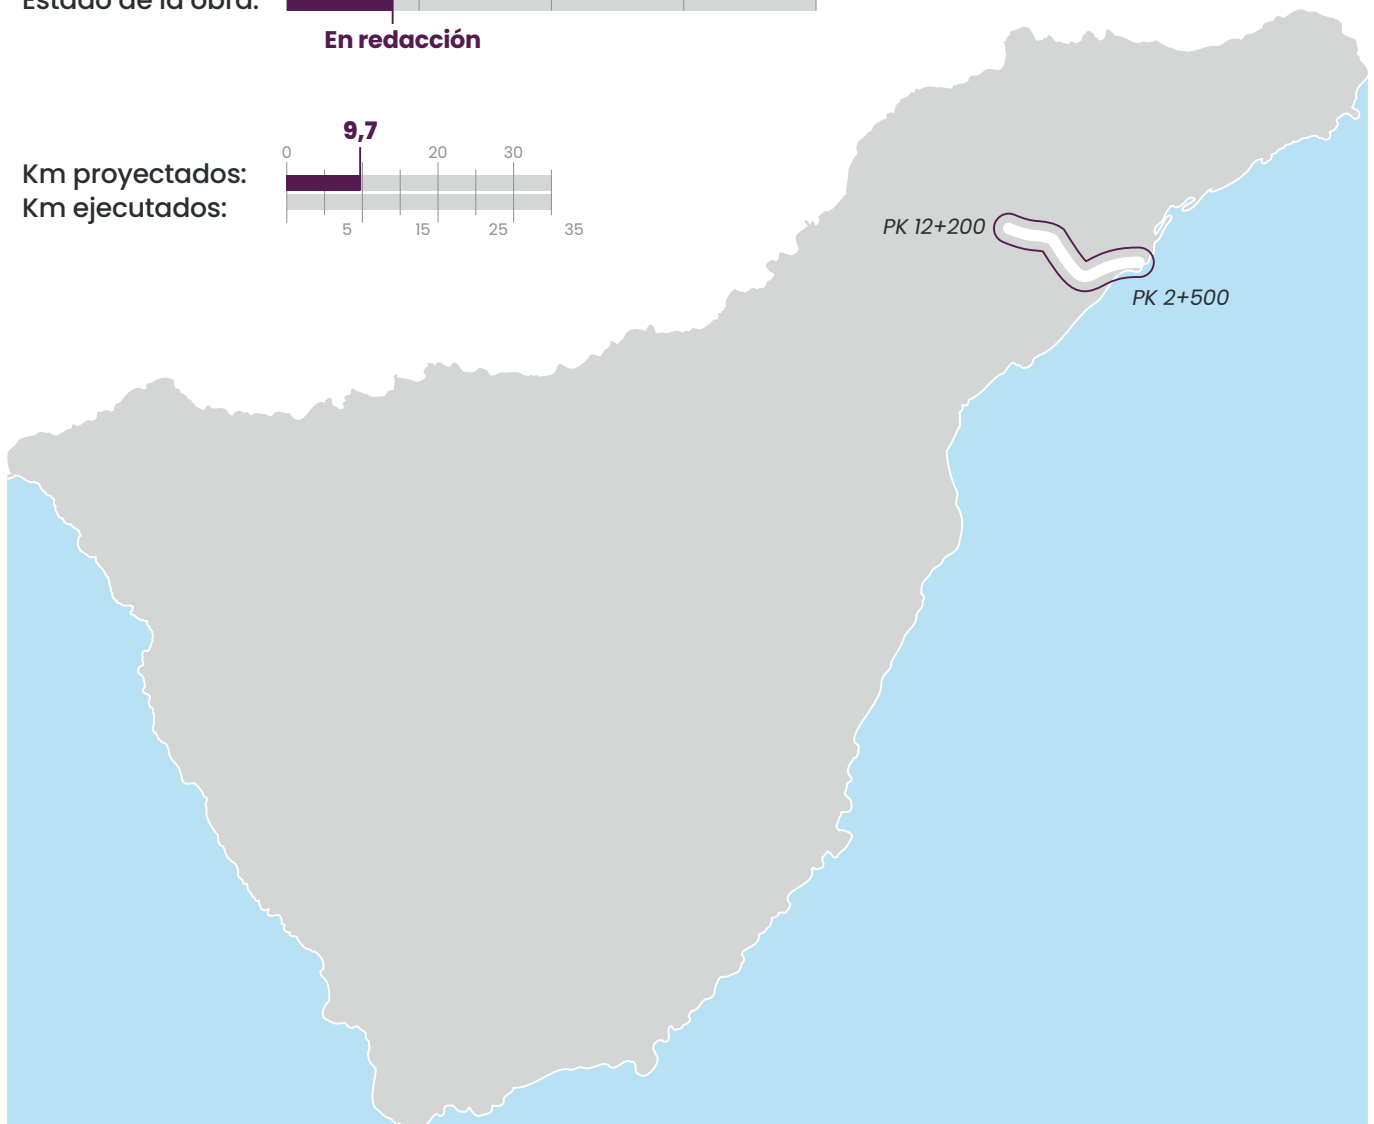 Estado de la obra:
En redacción
9,7
0 20 30
Km proyectados:
Km ejecutados:
5 15 25 35
PK 12+200
PK 2+500